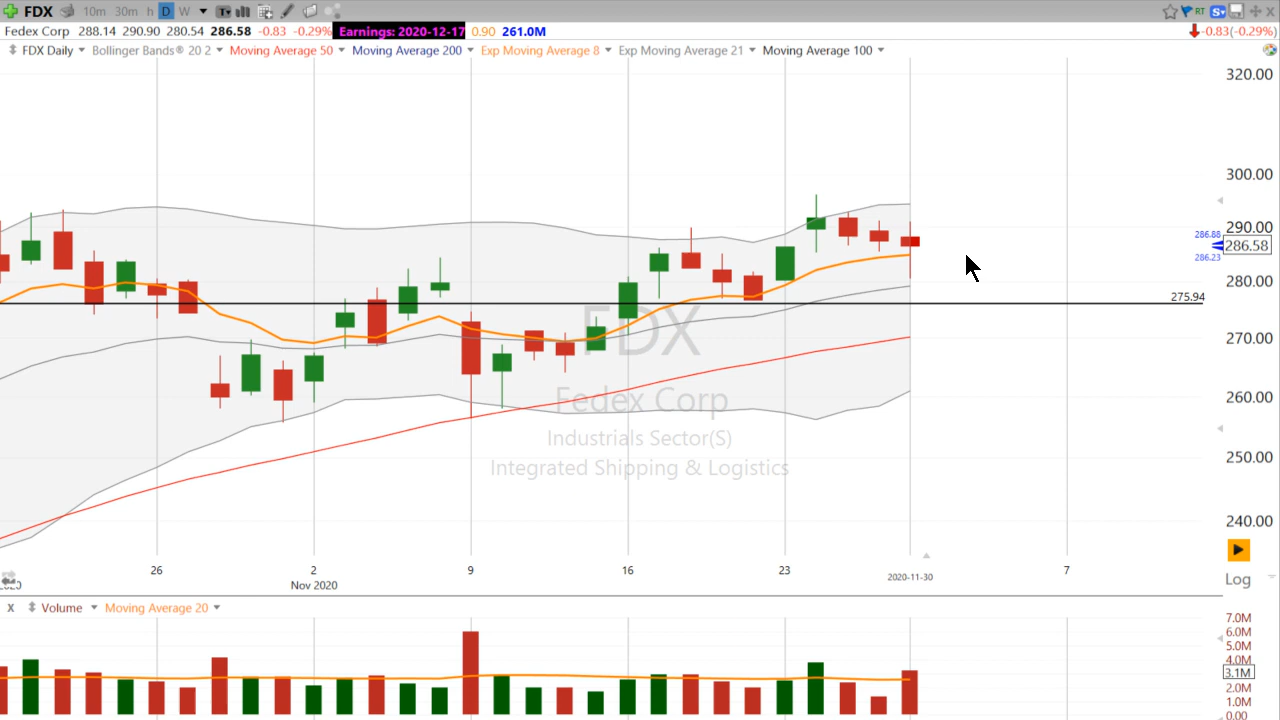 FDX 10m 30m h D W T RT S
Fedex Corp 288.14 290.90 280.54 286.58 -0.83 -0.29% Earnings: 2020-12-17 0.90 261.0M -0.83(-0.29%)
FDX Daily Bollinger Bands® 20 2 Moving Average 50 Moving Average 200 Exp Moving Average 8 Exp Moving Average 21 Moving Average 100
320.00
300.00
290.00
286.88
286.58
286.23
280.00
275.94
270.00
260.00
250.00
240.00
FDX
Fedex Corp
Industrials Sector(S)
Integrated Shipping & Logistics
26 2 9 16 23 2020-11-30 7
Nov 2020
Log
X Volume Moving Average 20
7.0M
6.0M
5.0M
4.0M
3.1M
2.0M
1.0M
0.00